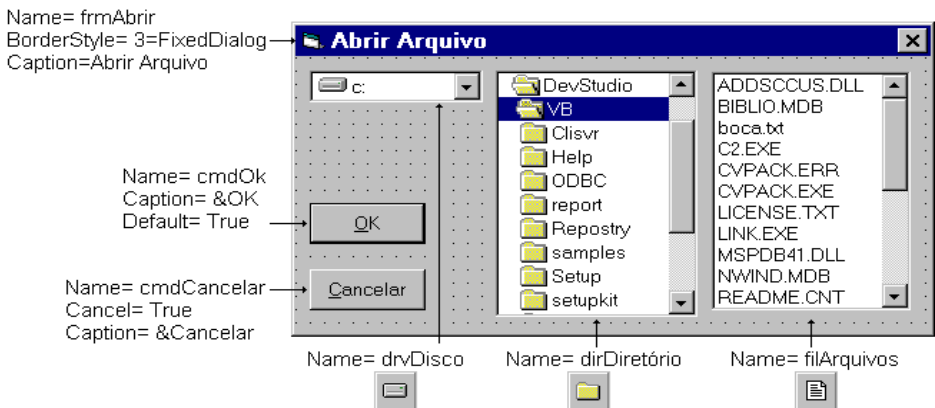 Name= frmAbrir
BorderStyle= 3=FixedDialog
Caption=Abrir Arquivo
Abrir Arquivo
c:
DevStudio
VB
Clisvr
Help
ODBC
report
Repostry
samples
Setup
setupkit
ADDSCCUS.DLL
BIBLIO.MDB
boca.txt
C2.EXE
CVPACK.ERR
CVPACK.EXE
LICENSE.TXT
LINK.EXE
MSPDB41.DLL
NWIND.MDB
README.CNT
Name= cmdOk
Caption= &OK
Default= True
OK
Name= cmdCancelar
Cancel= True
Caption= &Cancelar
Cancelar
Name= drvDisco
Name= dirDiretório
Name= filArquivos